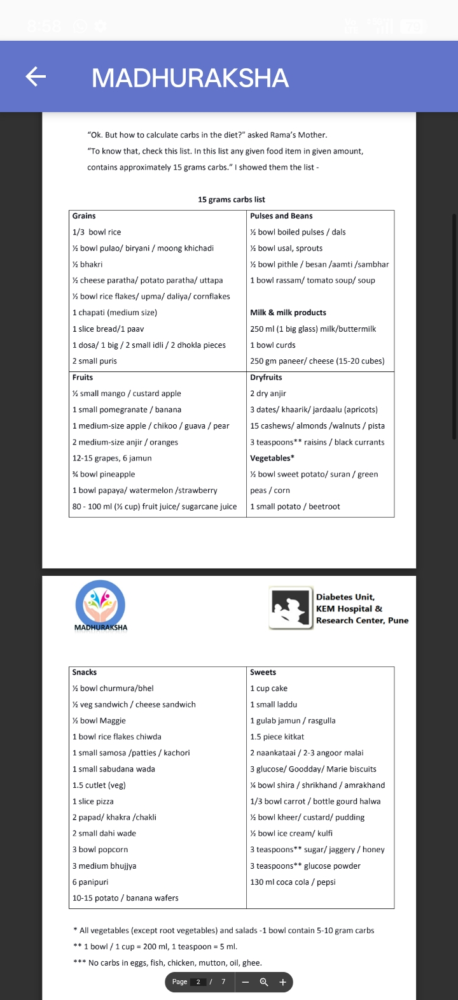 8:58
MADHURAKSHA
“Ok. But how to calculate carbs in the diet?” asked Rama’s Mother.
“To know that, check this list. In this list any given food item in given amount,
contains approximately 15 grams carbs.” I showed them the list -
15 grams carbs list
Grains
1/3 bowl rice
½ bowl pulao/ biryani / moong khichadi
½ bhakri
½ cheese paratha/ potato paratha/ uttapa
½ bowl rice flakes/ upma/ daliya/ cornflakes
1 chapati (medium size)
1 slice bread/1 paav
1 dosa/ 1 big / 2 small idli / 2 dhokla pieces
2 small puris
Pulses and Beans
½ bowl boiled pulses / dals
½ bowl usal, sprouts
½ bowl pithle / besan /aamti /sambhar
1 bowl rassam/ tomato soup/ soup
Milk & milk products
250 ml (1 big glass) milk/buttermilk
1 bowl curds
250 gm paneer/ cheese (15-20 cubes)
Fruits
½ small mango / custard apple
1 small pomegranate / banana
1 medium-size apple / chikoo / guava / pear
2 medium-size anjir / oranges
12-15 grapes, 6 jamun
¾ bowl pineapple
1 bowl papaya/ watermelon /strawberry
80 - 100 ml (½ cup) fruit juice/ sugarcane juice
Dryfruits
2 dry anjir
3 dates/ khaarik/ jardaalu (apricots)
15 cashews/ almonds /walnuts / pista
3 teaspoons** raisins / black currants
Vegetables*
½ bowl sweet potato/ suran / green
peas / corn
1 small potato / beetroot
MADHURAKSHA
Diabetes Unit,
KEM Hospital &
Research Center, Pune
Snacks
½ bowl churmura/bhel
½ veg sandwich / cheese sandwich
½ bowl Maggie
1 bowl rice flakes chiwda
1 small samosa /patties / kachori
1 small sabudana wada
1.5 cutlet (veg)
1 slice pizza
2 papad/ khakra /chakli
2 small dahi wade
3 bowl popcorn
3 medium bhujjya
6 panipuri
10-15 potato / banana wafers
Sweets
1 cup cake
1 small laddu
1 gulab jamun / rasgulla
1.5 piece kitkat
2 naankataai / 2-3 angoor malai
3 glucose/ Goodday/ Marie biscuits
¼ bowl shira / shrikhand / amrakhand
1/3 bowl carrot / bottle gourd halwa
½ bowl kheer/ custard/ pudding
½ bowl ice cream/ kulfi
3 teaspoons** sugar/ jaggery / honey
3 teaspoons** glucose powder
130 ml coca cola / pepsi
* All vegetables (except root vegetables) and salads -1 bowl contain 5-10 gram carbs
** 1 bowl / 1 cup = 200 ml, 1 teaspoon = 5 ml.
*** No carbs in eggs, fish, chicken, mutton, oil, ghee.
Page 2 / 7